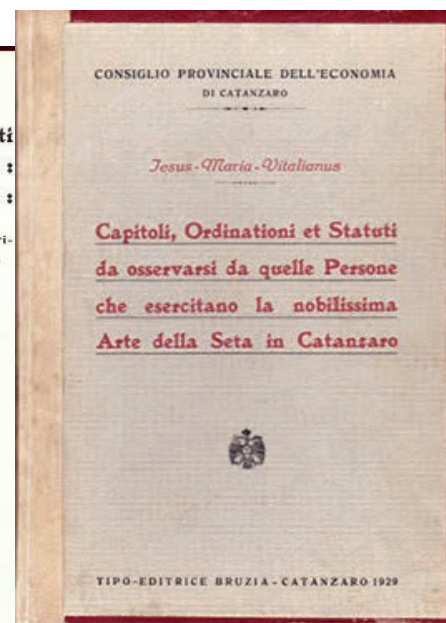 CONSIGLIO PROVINCIALE DELL'ECONOMIA
DI CATANZARO
Jesus-Maria-Vitalianus
Capitoli, Ordinationi et Statuti
da osservarsi da quelle Persone
che esercitano la nobilissima
Arte della Seta in Catanzaro
TIPO-EDITRICE BRUZIA-CATANZARO 1929